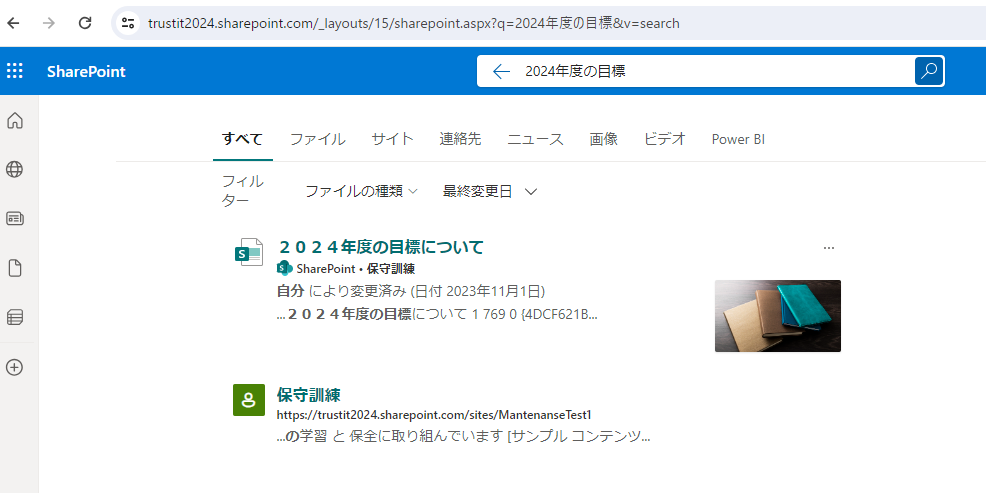 trustit2024.sharepoint.com/_layouts/15/sharepoint.aspx?q=2024年度の目標&v=search
SharePoint
2024年度の目標
すべて ファイル サイト 連絡先 ニュース 画像 ビデオ Power BI
フィル
ター
ファイルの種類 最終変更日
２０２４年度の目標について
SharePoint • 保守訓練
自分 により変更済み (日付 2023年11月1日)
...２０２４年度の目標について 1 769 0 {4DCF621B...
保守訓練
https://trustit2024.sharepoint.com/sites/MantenanseTest1
...の学習 と 保全に取り組んでいます [サンプル コンテンツ...